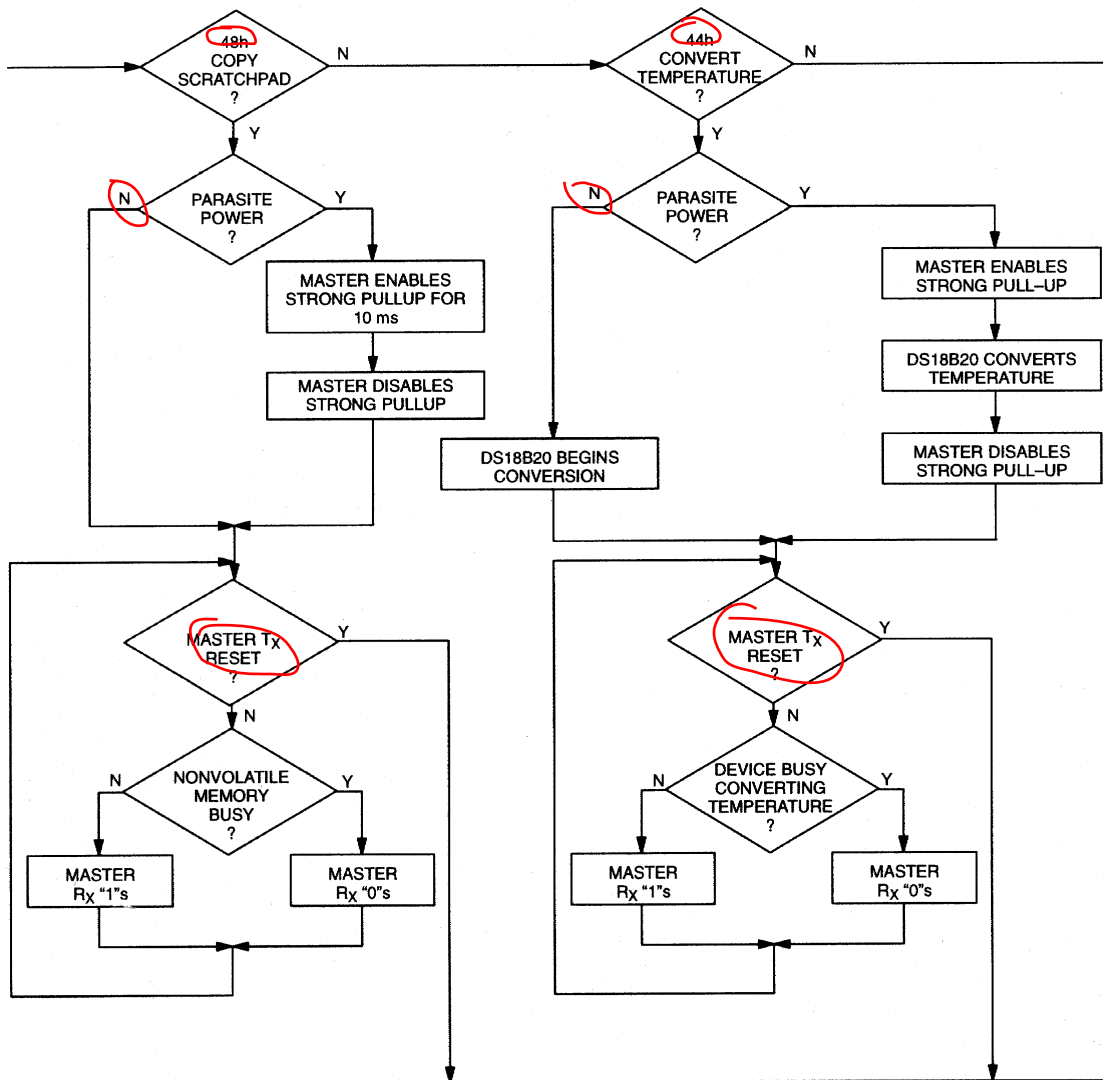 48h
COPY
SCRATCHPAD
?
N
Y
44h
CONVERT
TEMPERATURE
?
N
Y
N
PARASITE
POWER
?
Y
MASTER ENABLES
STRONG PULLUP FOR
10 ms
MASTER DISABLES
STRONG PULLUP
N
PARASITE
POWER
?
Y
DS18B20 BEGINS
CONVERSION
MASTER ENABLES
STRONG PULL–UP
DS18B20 CONVERTS
TEMPERATURE
MASTER DISABLES
STRONG PULL–UP
MASTER TX
RESET
?
Y
N
N
NONVOLATILE
MEMORY
BUSY
?
Y
MASTER
RX “1”s
MASTER
RX “0”s
MASTER TX
RESET
?
Y
N
N
DEVICE BUSY
CONVERTING
TEMPERATURE
?
Y
MASTER
RX “1”s
MASTER
RX “0”s